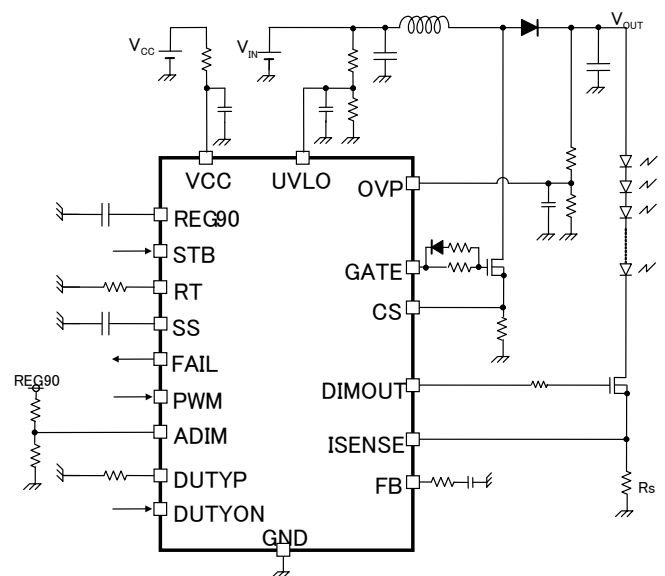 VCC
VIN
VOUT
VCC
UVLO
OVP
REG90
STB
GATE
RT
CS
SS
FAIL
REG90
PWM
DIMOUT
ADIM
ISENSE
DUTYP
FB
Rs
DUTYON
GND